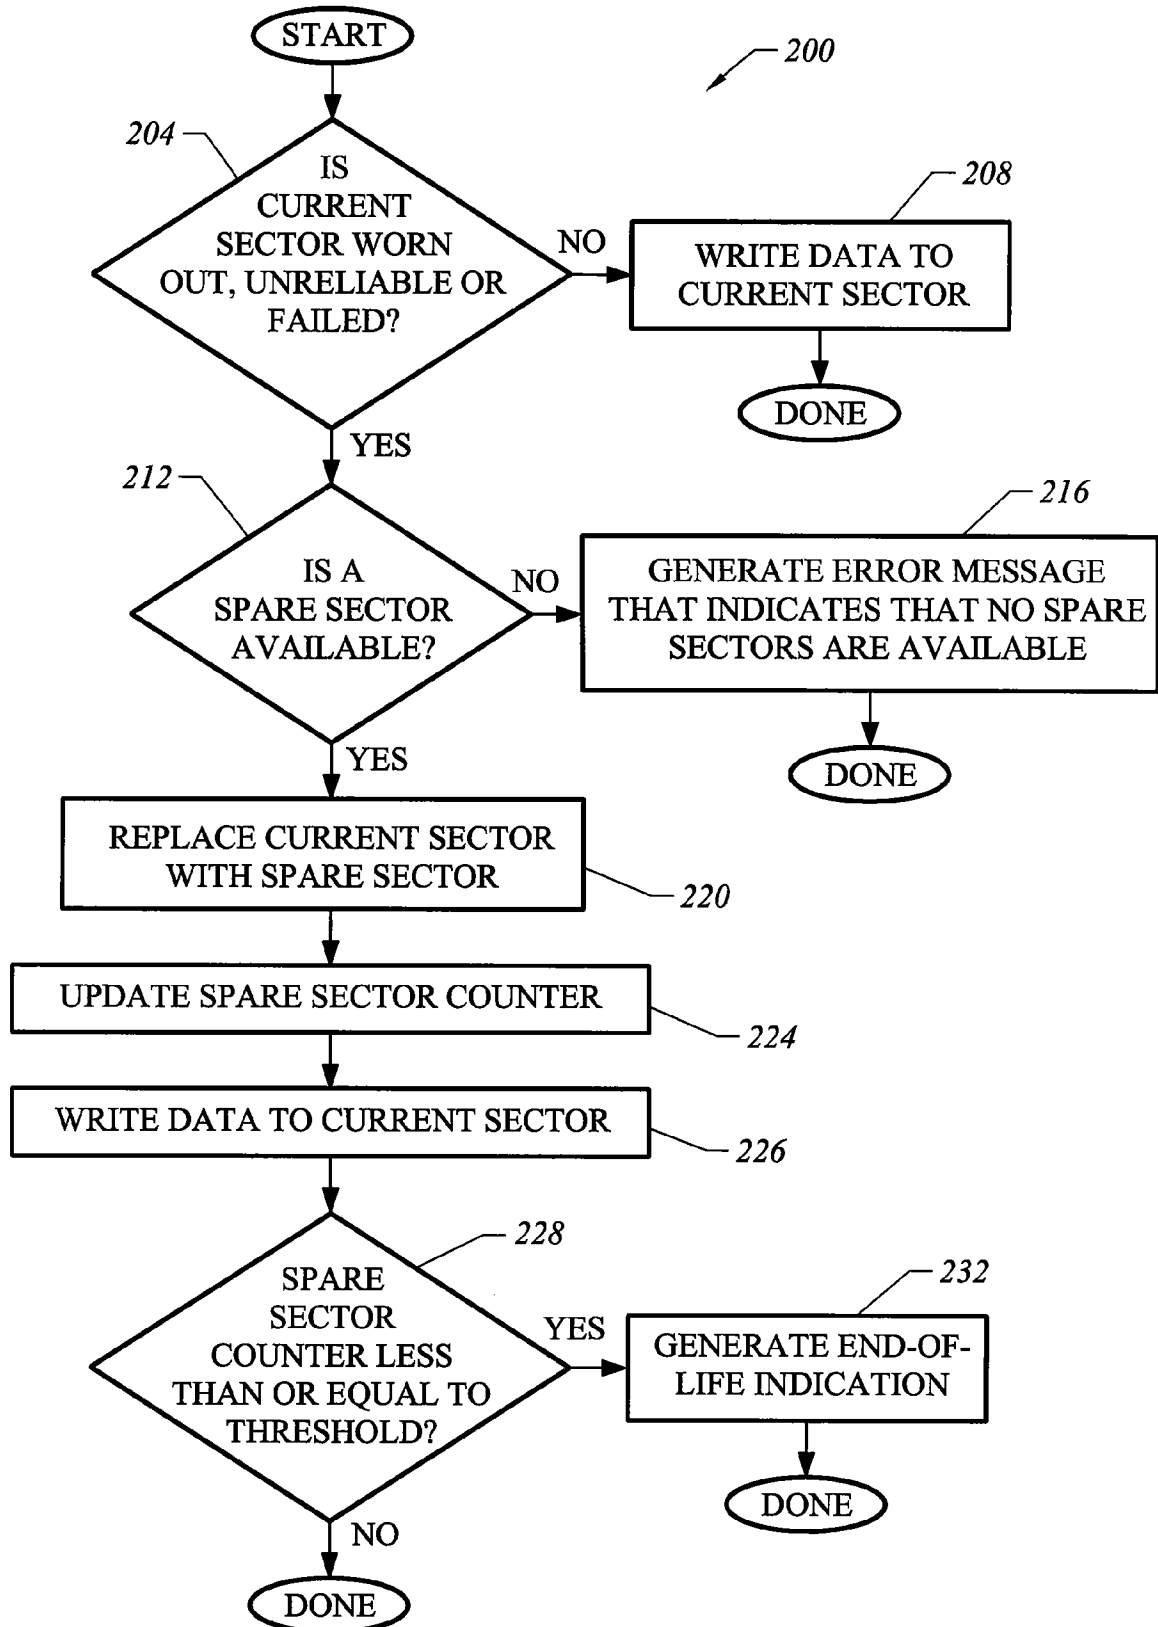 START
200
204
IS
CURRENT
SECTOR WORN
OUT, UNRELIABLE OR
FAILED?
NO
208
WRITE DATA TO
CURRENT SECTOR
DONE
YES
212
IS A
SPARE SECTOR
AVAILABLE?
NO
216
GENERATE ERROR MESSAGE
THAT INDICATES THAT NO SPARE
SECTORS ARE AVAILABLE
DONE
YES
REPLACE CURRENT SECTOR
WITH SPARE SECTOR
220
UPDATE SPARE SECTOR COUNTER
224
WRITE DATA TO CURRENT SECTOR
226
228
SPARE
SECTOR
COUNTER LESS
THAN OR EQUAL TO
THRESHOLD?
YES
232
GENERATE END-OF-
LIFE INDICATION
DONE
NO
DONE